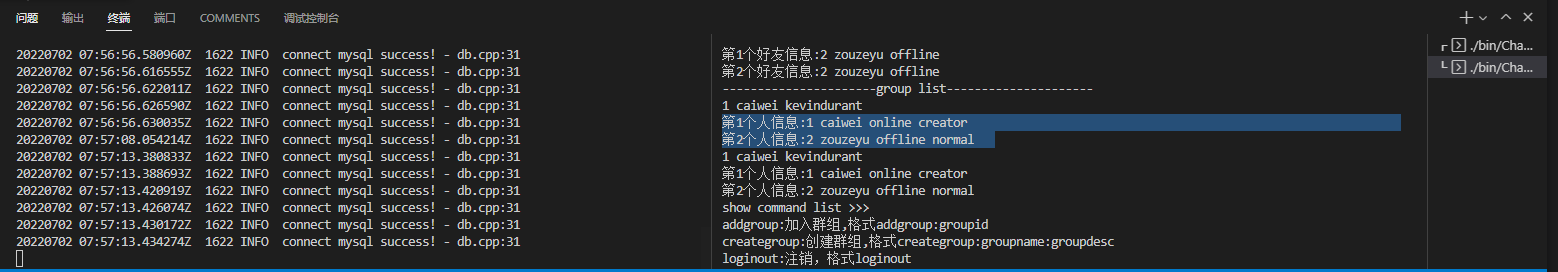 问题 输出 终端 端口 COMMENTS 调试控制台
20220702 07:56:56.580960Z  1622 INFO  connect mysql success! - db.cpp:31
20220702 07:56:56.616555Z  1622 INFO  connect mysql success! - db.cpp:31
20220702 07:56:56.622011Z  1622 INFO  connect mysql success! - db.cpp:31
20220702 07:56:56.626590Z  1622 INFO  connect mysql success! - db.cpp:31
20220702 07:56:56.630035Z  1622 INFO  connect mysql success! - db.cpp:31
20220702 07:57:08.054214Z  1622 INFO  connect mysql success! - db.cpp:31
20220702 07:57:13.380833Z  1622 INFO  connect mysql success! - db.cpp:31
20220702 07:57:13.388693Z  1622 INFO  connect mysql success! - db.cpp:31
20220702 07:57:13.420919Z  1622 INFO  connect mysql success! - db.cpp:31
20220702 07:57:13.426074Z  1622 INFO  connect mysql success! - db.cpp:31
20220702 07:57:13.430172Z  1622 INFO  connect mysql success! - db.cpp:31
20220702 07:57:13.434274Z  1622 INFO  connect mysql success! - db.cpp:31
第1个好友信息:2 zouzeyu offline
第2个好友信息:2 zouzeyu offline
----------------------group list---------------------
1 caiwei kevindurant
第1个人信息:1 caiwei online creator
第2个人信息:2 zouzeyu offline normal
1 caiwei kevindurant
第1个人信息:1 caiwei online creator
第2个人信息:2 zouzeyu offline normal
show command list >>>
addgroup:加入群组,格式addgroup:groupid
creategroup:创建群组,格式creategroup:groupname:groupdesc
loginout:注销，格式loginout
./bin/Cha...
./bin/Cha...